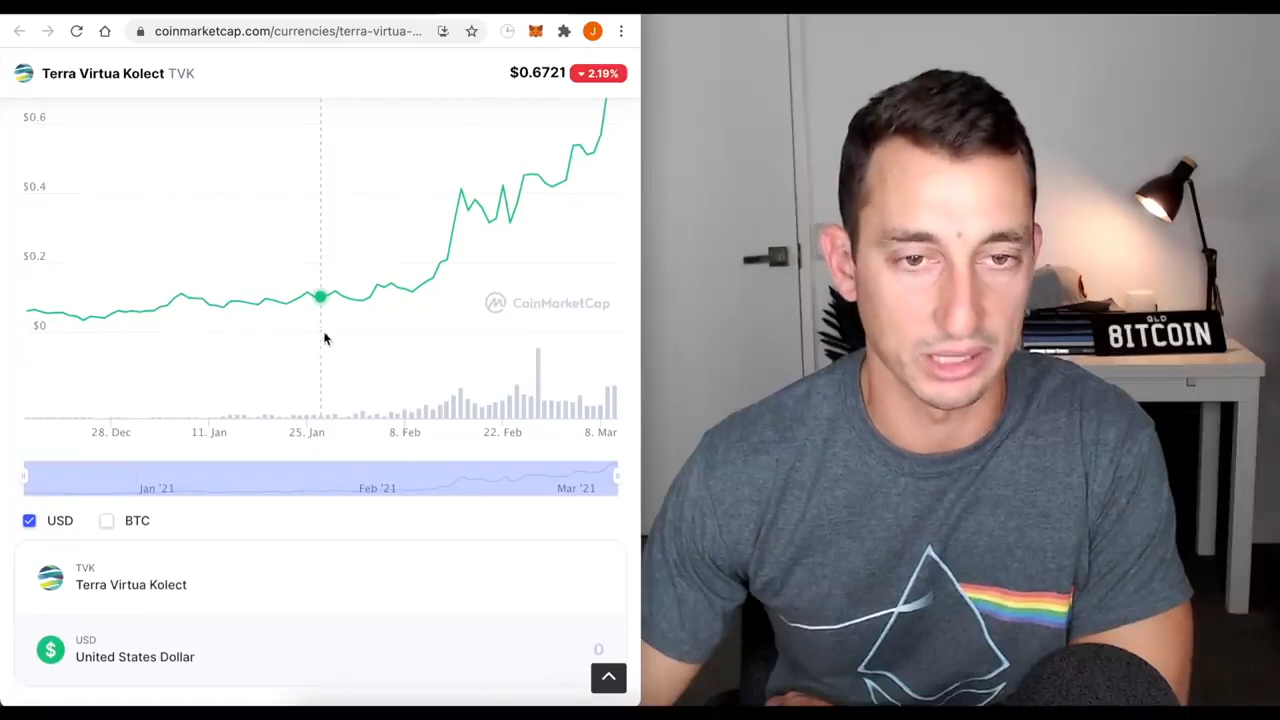 coinmarketcap.com/currencies/terra-virtua-...
J
Terra Virtua Kolect TVK
$0.6721
2.19%
$0.6
$0.4
$0.2
$0
CoinMarketCap
28. Dec
11. Jan
25. Jan
8. Feb
22. Feb
8. Mar
Jan '21
Feb '21
Mar '21
USD
BTC
TVK
Terra Virtua Kolect
$
USD
United States Dollar
0
QLD
8ITCOIN